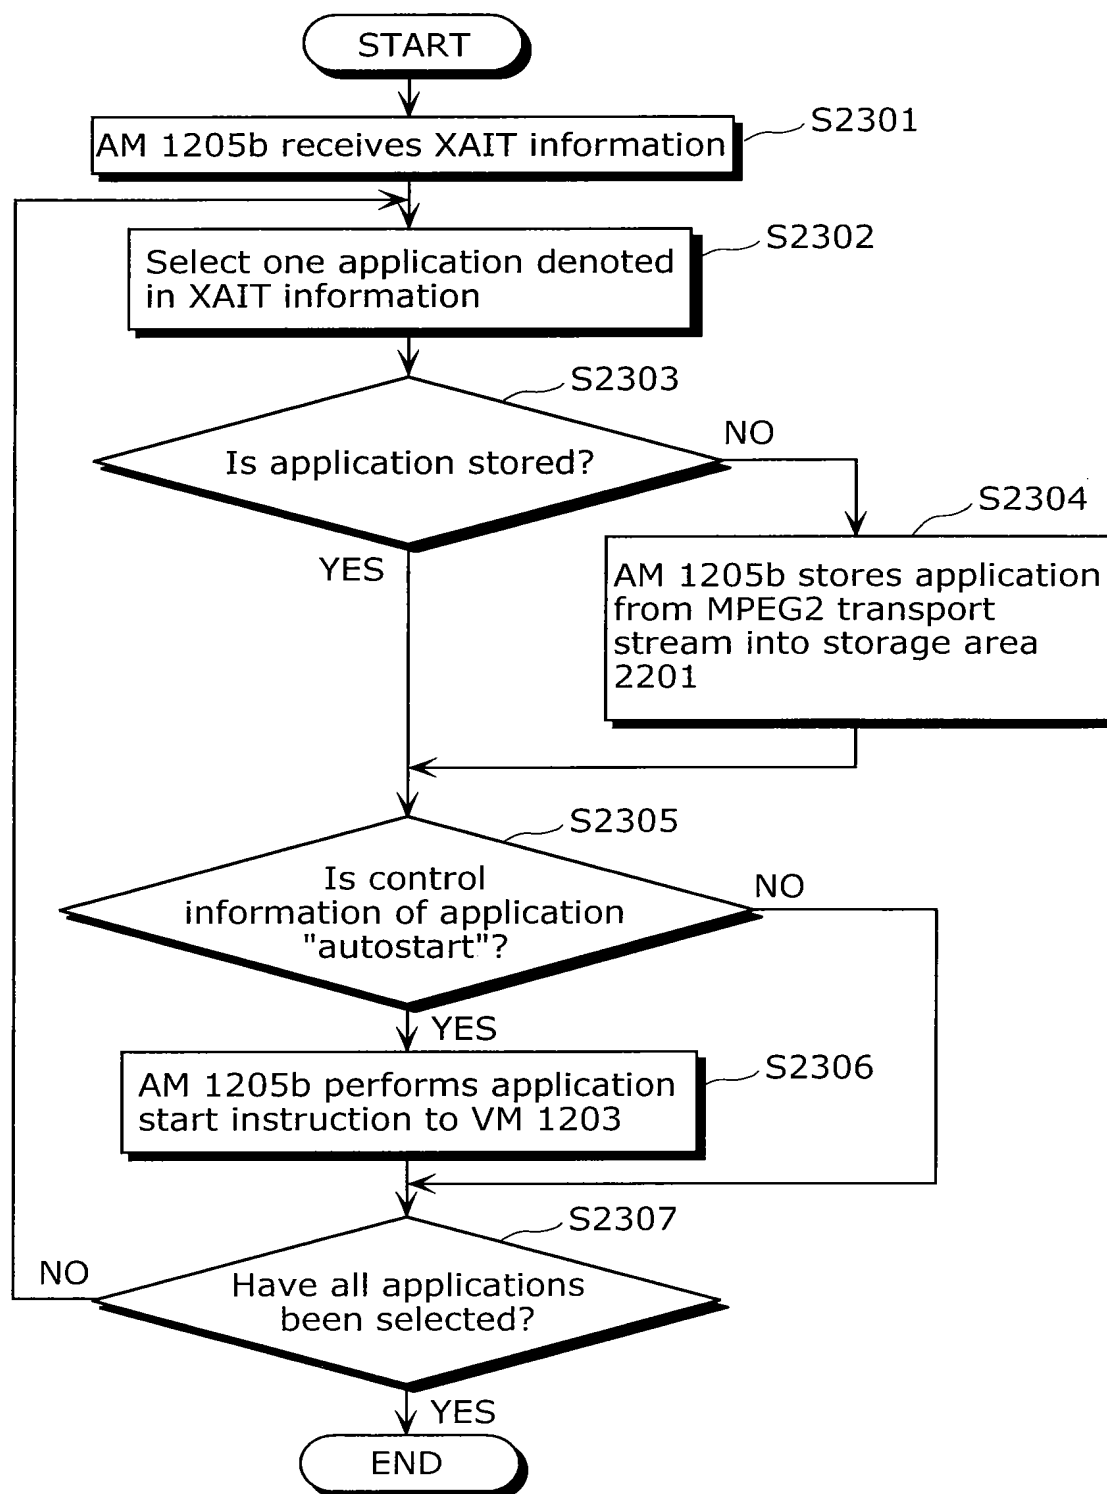 START
AM 1205b receives XAIT information
S2301
Select one application denoted
in XAIT information
S2302
Is application stored?
S2303
NO
YES
S2304
AM 1205b stores application
from MPEG2 transport
stream into storage area
2201
S2305
Is control
information of application
"autostart"?
NO
YES
AM 1205b performs application
start instruction to VM 1203
S2306
S2307
Have all applications
been selected?
NO
YES
END